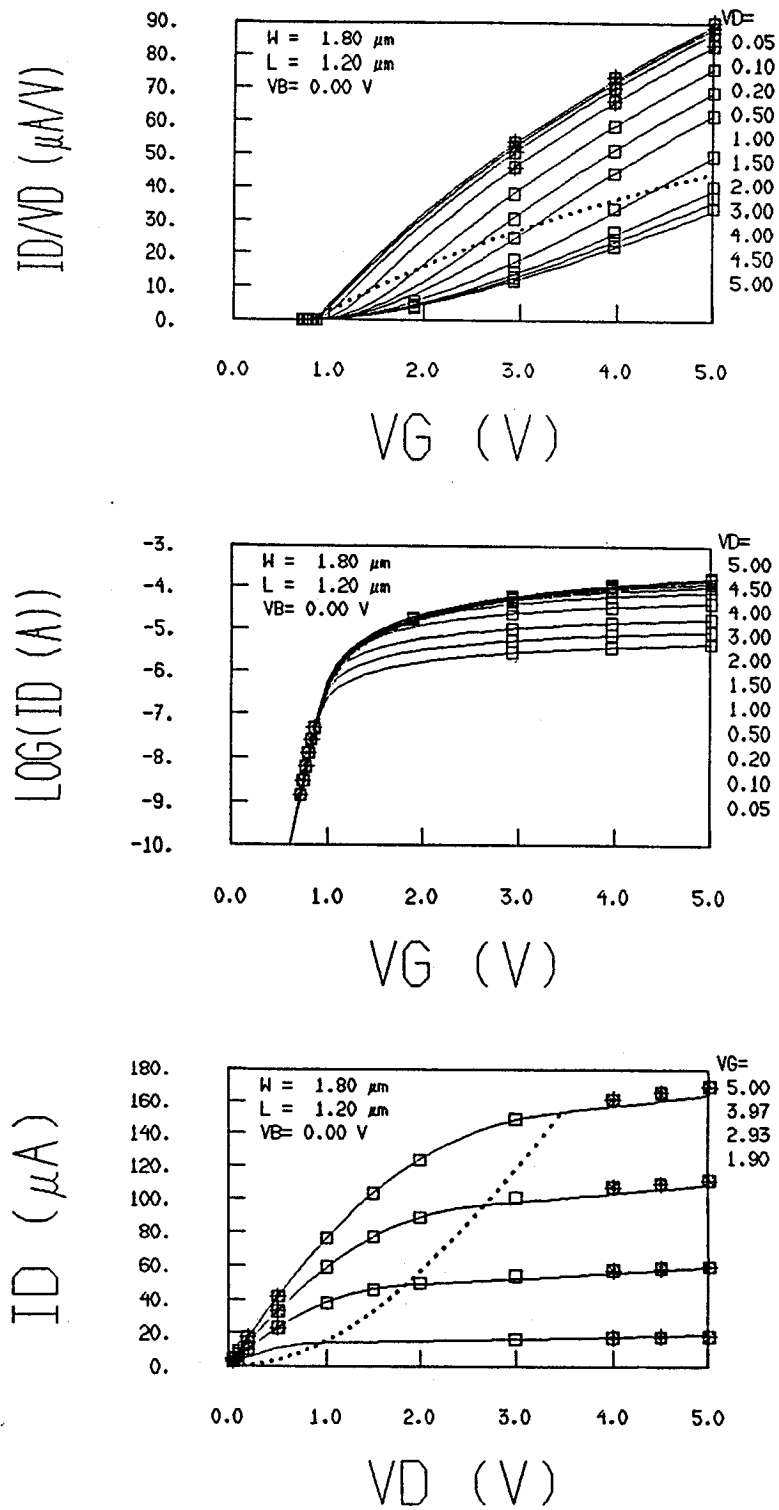 ID/VD (μA/V)
90.
80.
70.
60.
50.
40.
30.
20.
10.
0.
W = 1.80 μm
L = 1.20 μm
VB= 0.00 V
VD=
0.05
0.10
0.20
0.50
1.00
1.50
2.00
3.00
4.00
4.50
5.00
0.0 1.0 2.0 3.0 4.0 5.0
VG (V)
LOG(ID (A))
-3.
-4.
-5.
-6.
-7.
-8.
-9.
-10.
W = 1.80 μm
L = 1.20 μm
VB= 0.00 V
VD=
5.00
4.50
4.00
3.00
2.00
1.50
1.00
0.50
0.20
0.10
0.05
0.0 1.0 2.0 3.0 4.0 5.0
VG (V)
ID (μA)
180.
160.
140.
120.
100.
80.
60.
40.
20.
0.
W = 1.80 μm
L = 1.20 μm
VB= 0.00 V
VG=
5.00
3.97
2.93
1.90
0.0 1.0 2.0 3.0 4.0 5.0
VD (V)